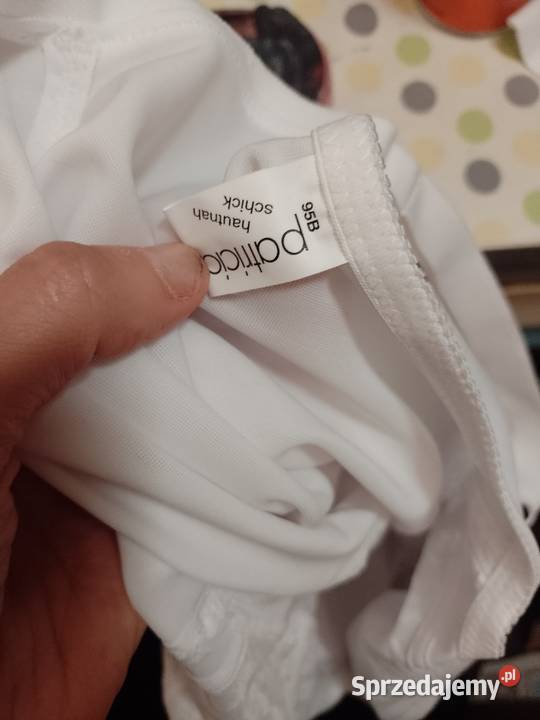 patricia
hautnah
schick
95B
Sprzedajemy.pl